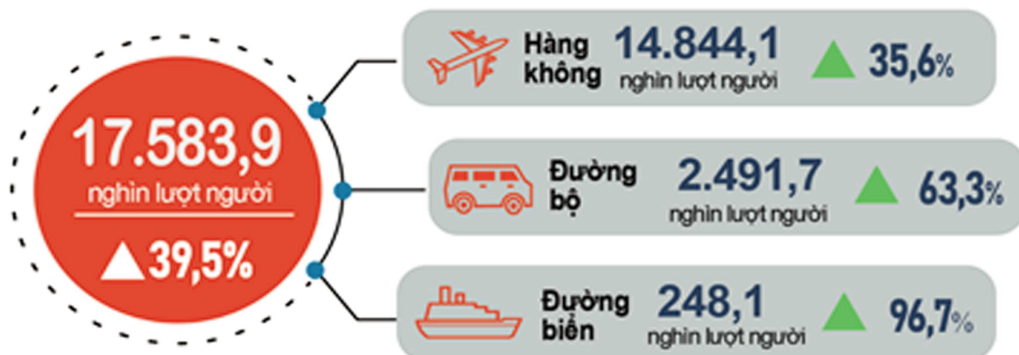 17.583,9
nghìn lượt người
39,5%
Hàng không
14.844,1
nghìn lượt người
35,6%
Đường bộ
2.491,7
nghìn lượt người
63,3%
Đường biển
248,1
nghìn lượt người
96,7%